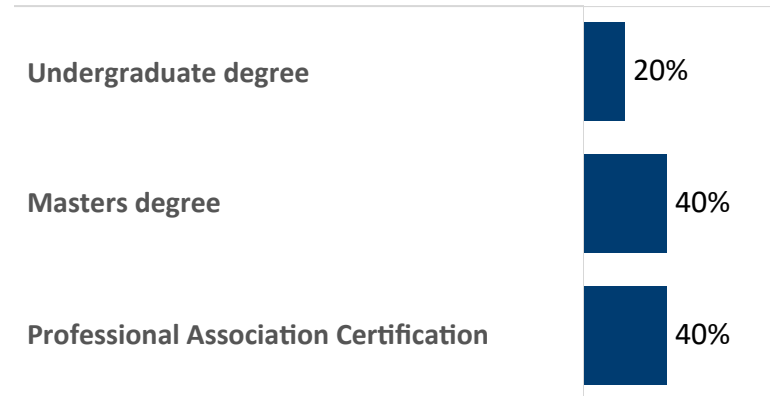 Undergraduate degree 20%
Masters degree 40%
Professional Association Certification 40%